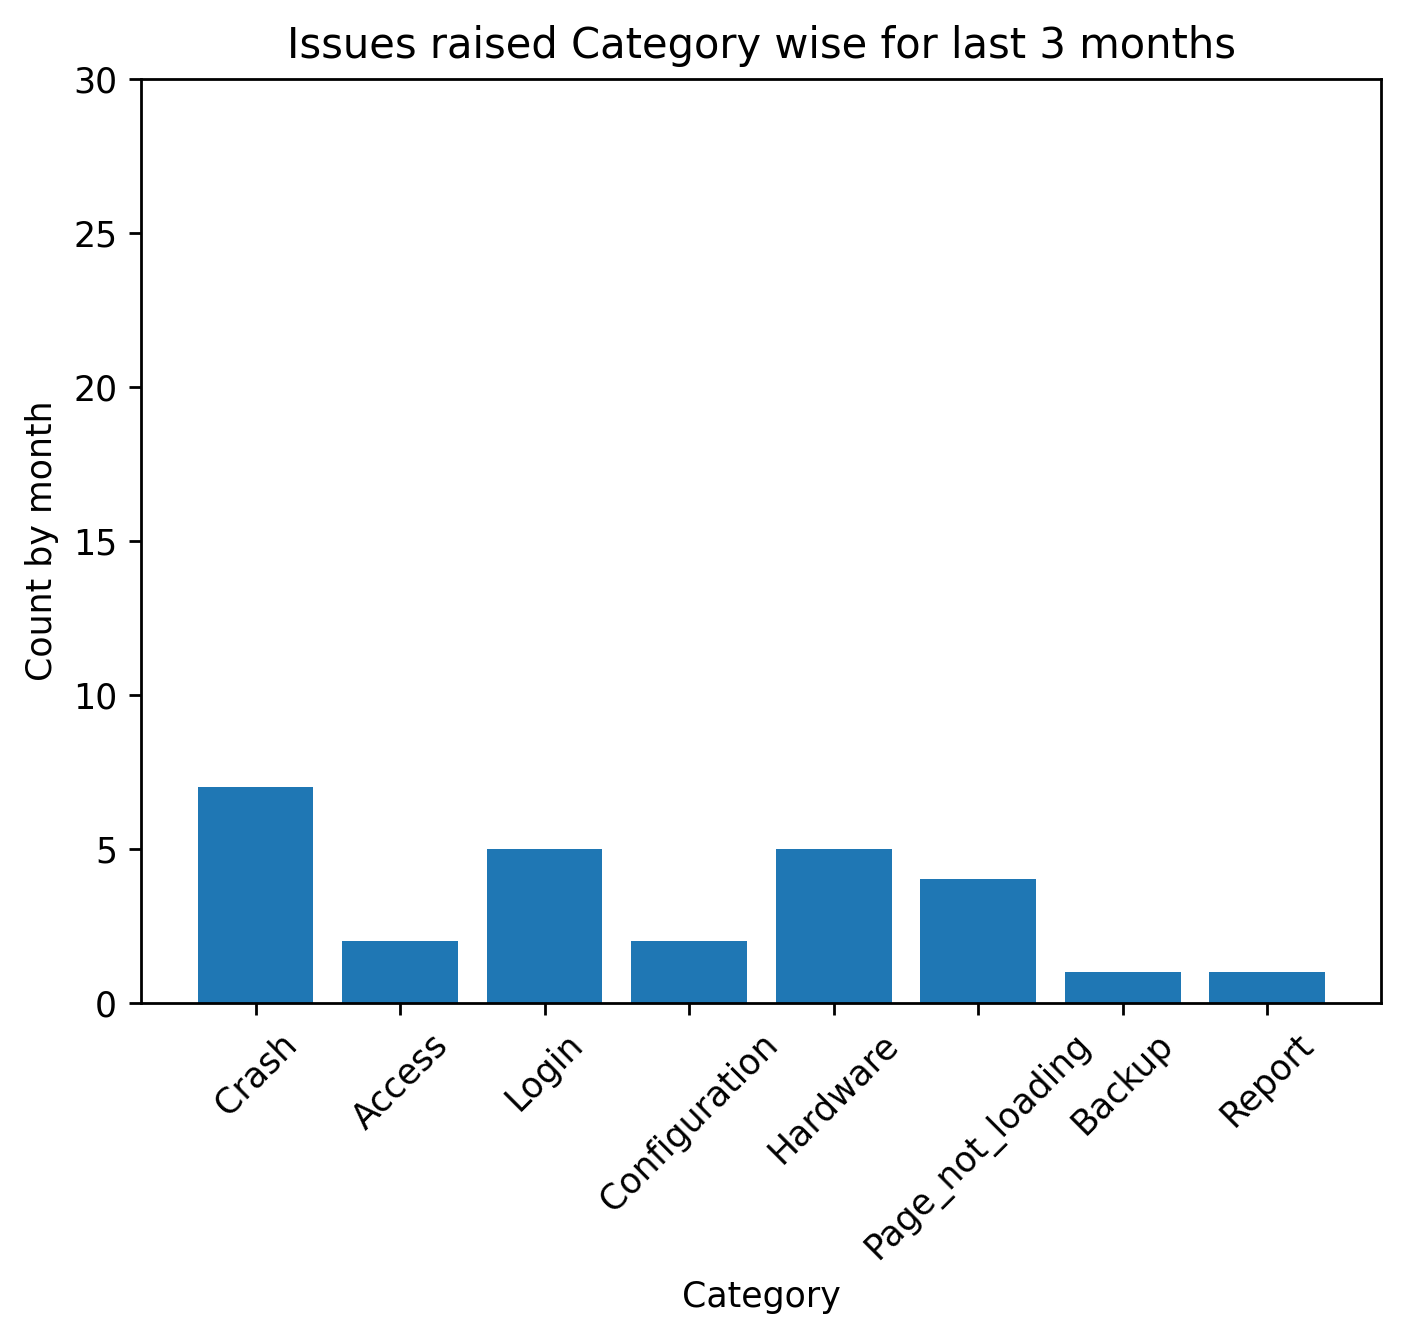 Issues raised Category wise for last 3 months
30
25
20
15
10
5
0
Count by month
Crash
Access
Login
Configuration
Hardware
Page_not_loading
Backup
Report
Category